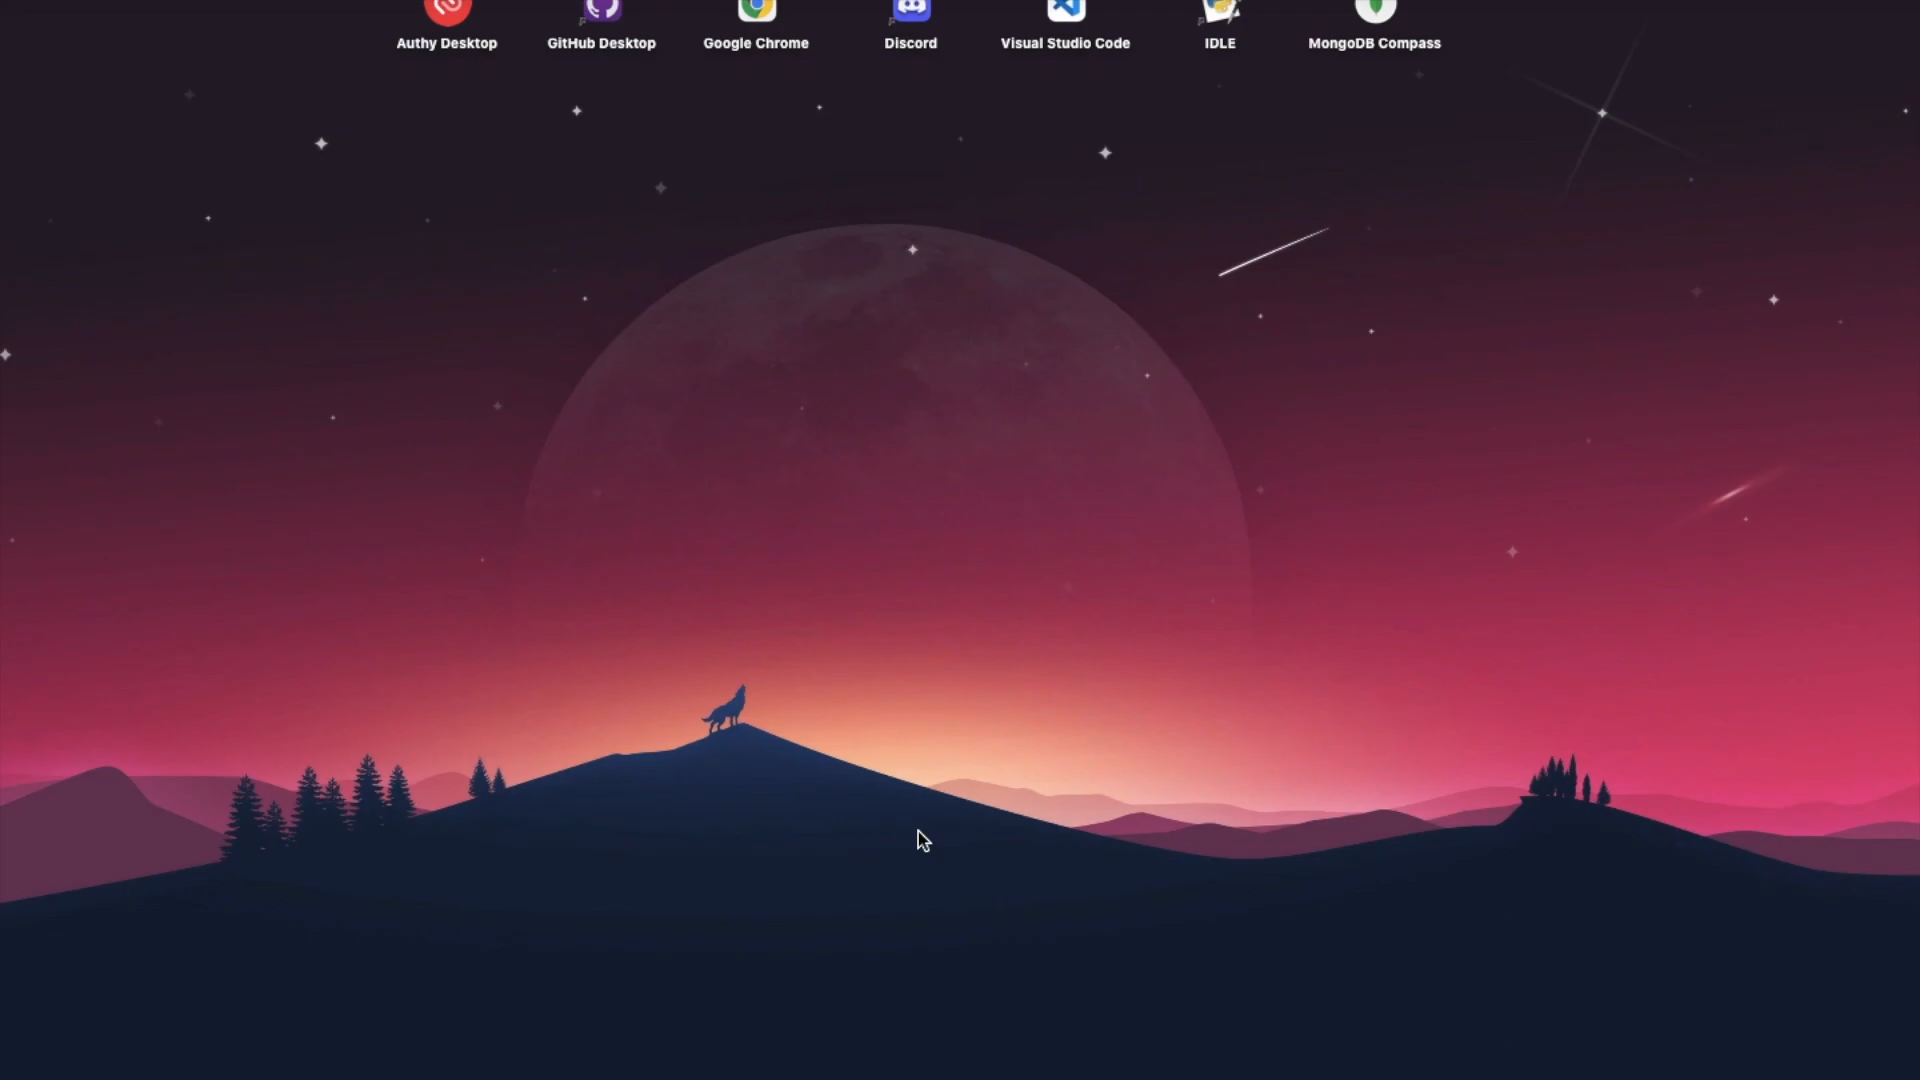 Authy Desktop
GitHub Desktop
Google Chrome
Discord
Visual Studio Code
IDLE
MongoDB Compass